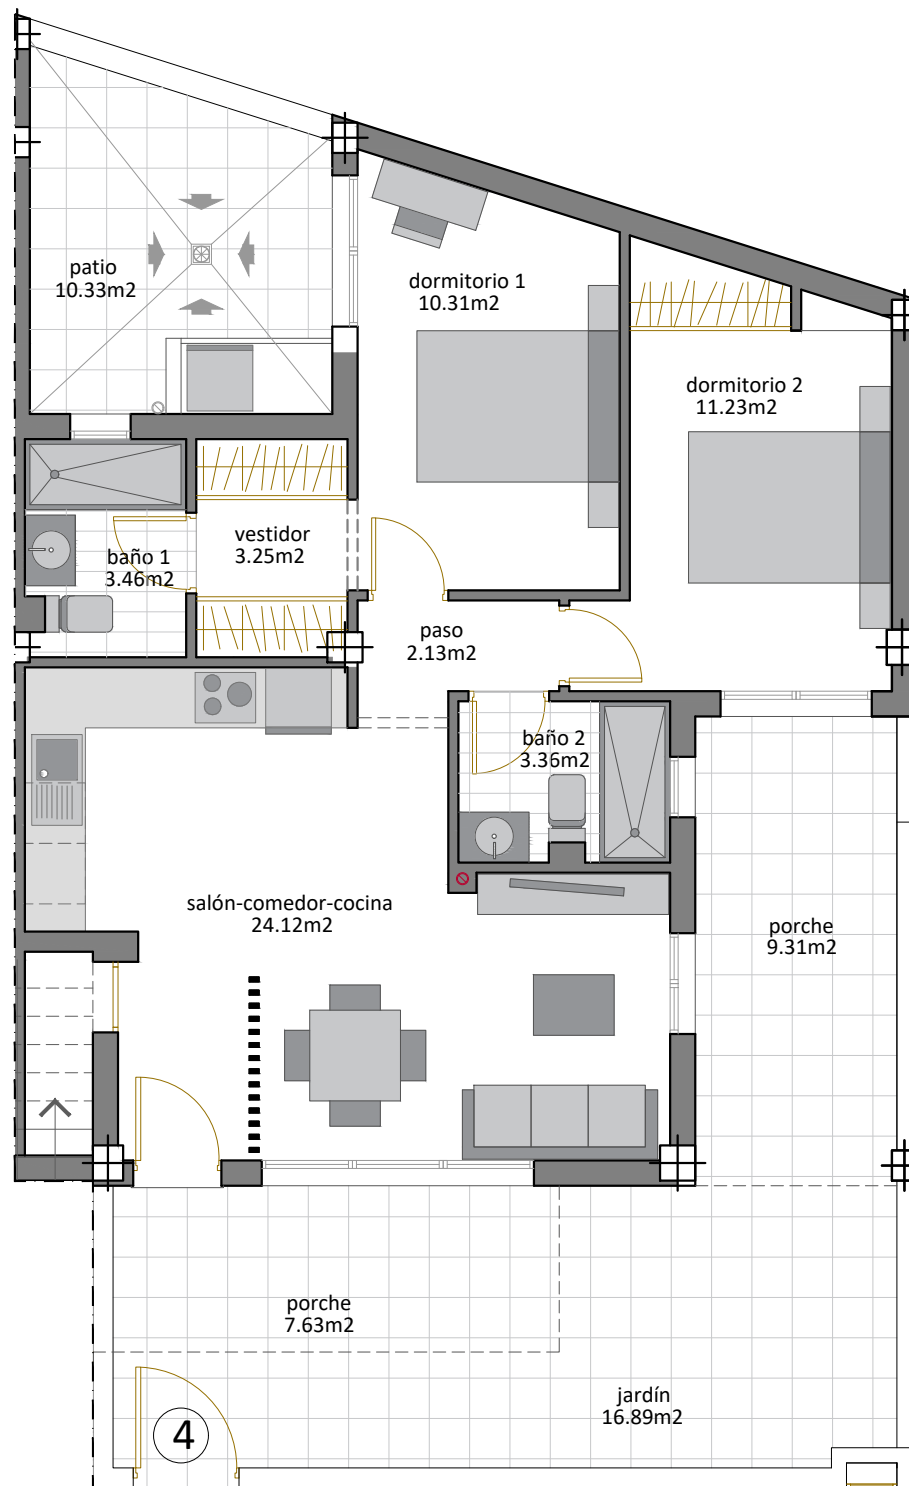 patio
10.33m2
dormitorio 1
10.31m2
dormitorio 2
11.23m2
vestidor
3.25m2
baño 1
3.46m2
paso
2.13m2
baño 2
3.36m2
salón-comedor-cocina
24.12m2
porche
9.31m2
porche
7.63m2
jardín
16.89m2
4